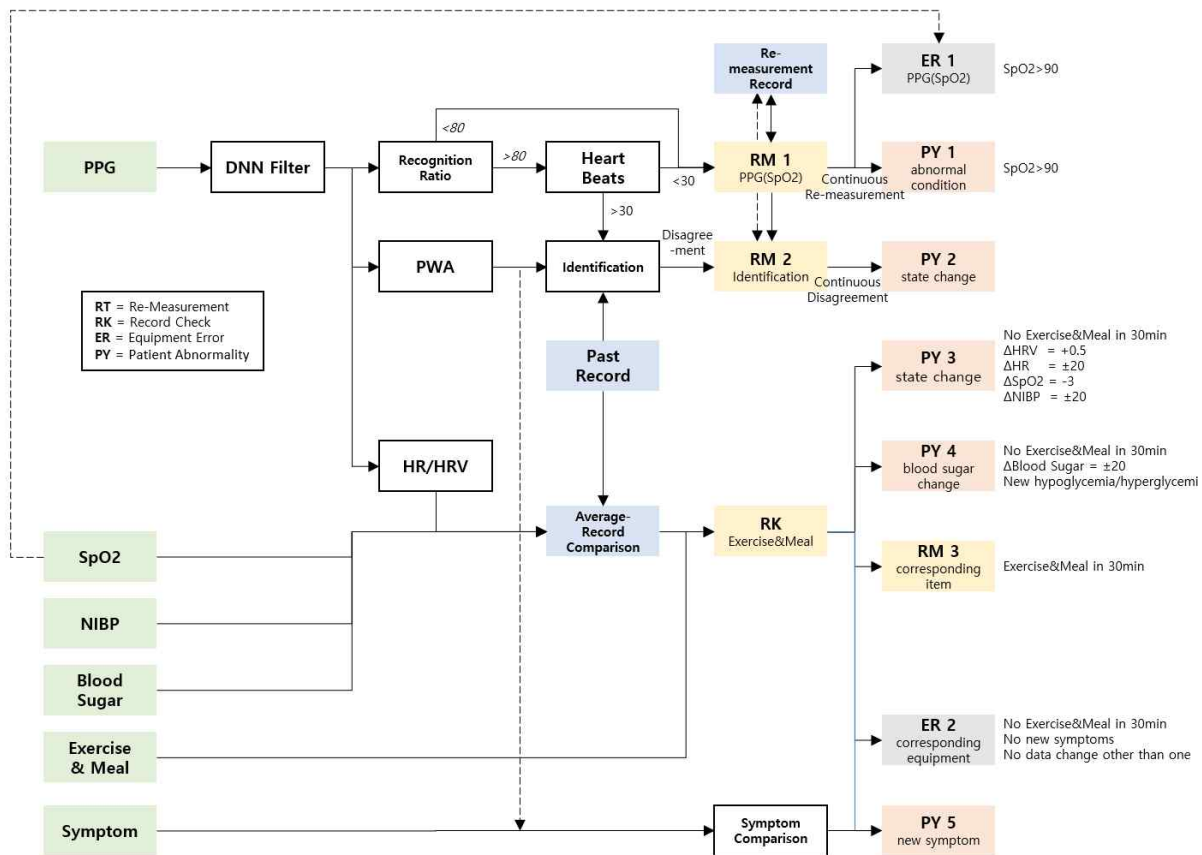 Re-
measurement
Record
ER 1
PPG(SpO2)
SpO2>90
<80
PPG
DNN Filter
Recognition
Ratio
>80
Heart
Beats
<30
RM 1
PPG(SpO2)
Continuous
Re-measurement
PY 1
abnormal
condition
SpO2>90
>30
PWA
Identification
Disagree
-ment
RM 2
Identification
Continuous
Disagreement
PY 2
state change
RT = Re-Measurement
RK = Record Check
ER = Equipment Error
PY = Patient Abnormality
Past
Record
PY 3
state change
No Exercise&Meal in 30min
ΔHRV = +0.5
ΔHR = ±20
ΔSpO2 = -3
ΔNIBP = ±20
HR/HRV
PY 4
blood sugar
change
No Exercise&Meal in 30min
ΔBlood Sugar = ±20
New hypoglycemia/hyperglycemi
Average-
Record
Comparison
RK
Exercise&Meal
SpO2
RM 3
corresponding
item
Exercise&Meal in 30min
NIBP
Blood
Sugar
Exercise
& Meal
ER 2
corresponding
equipment
No Exercise&Meal in 30min
No new symptoms
No data change other than one
Symptom
Symptom
Comparison
PY 5
new symptom